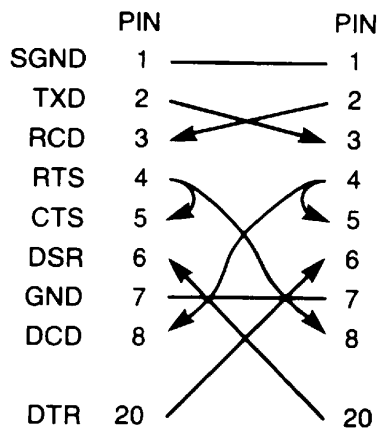 PIN PIN
SGND 1 1
TXD 2 2
RCD 3 3
RTS 4 4
CTS 5 5
DSR 6 6
GND 7 7
DCD 8 8
DTR 20 20